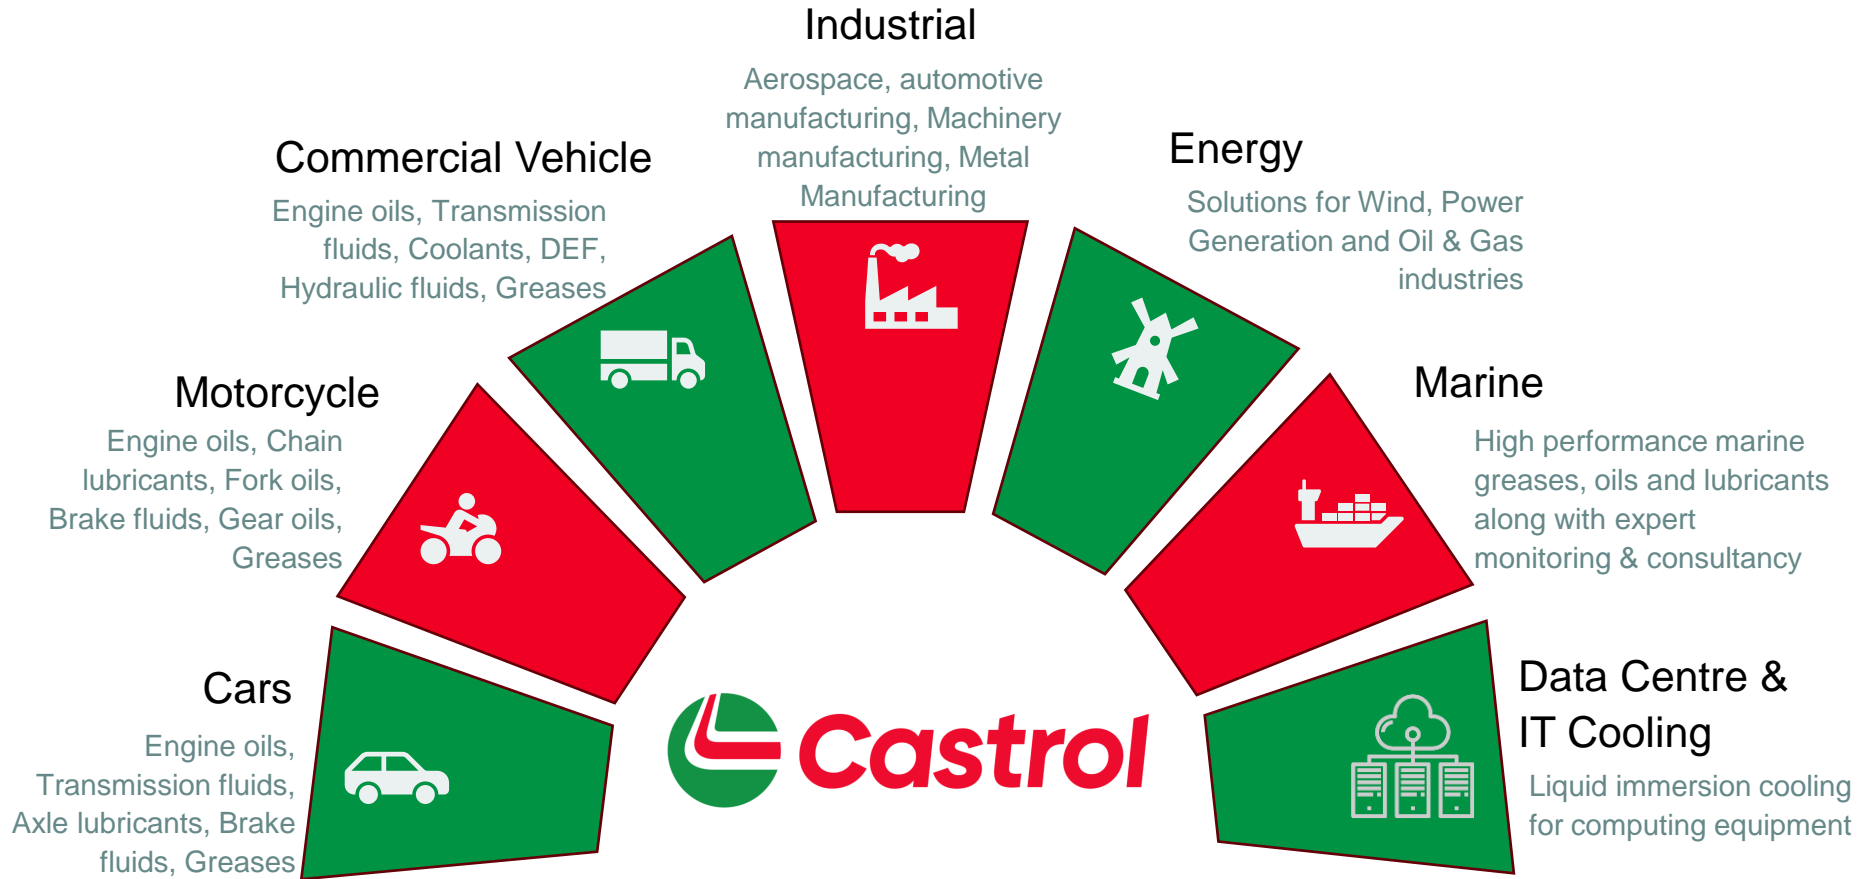 Industrial
Aerospace, automotive
manufacturing, Machinery
manufacturing, Metal
Manufacturing
Commercial Vehicle
Engine oils, Transmission
fluids, Coolants, DEF,
Hydraulic fluids, Greases
Energy
Solutions for Wind, Power
Generation and Oil & Gas
industries
Motorcycle
Engine oils, Chain
lubricants, Fork oils,
Brake fluids, Gear oils,
Greases
Marine
High performance marine
greases, oils and lubricants
along with expert
monitoring & consultancy
Cars
Engine oils,
Transmission fluids,
Axle lubricants, Brake
fluids, Greases
Castrol
Data Centre &
IT Cooling
Liquid immersion cooling
for computing equipment